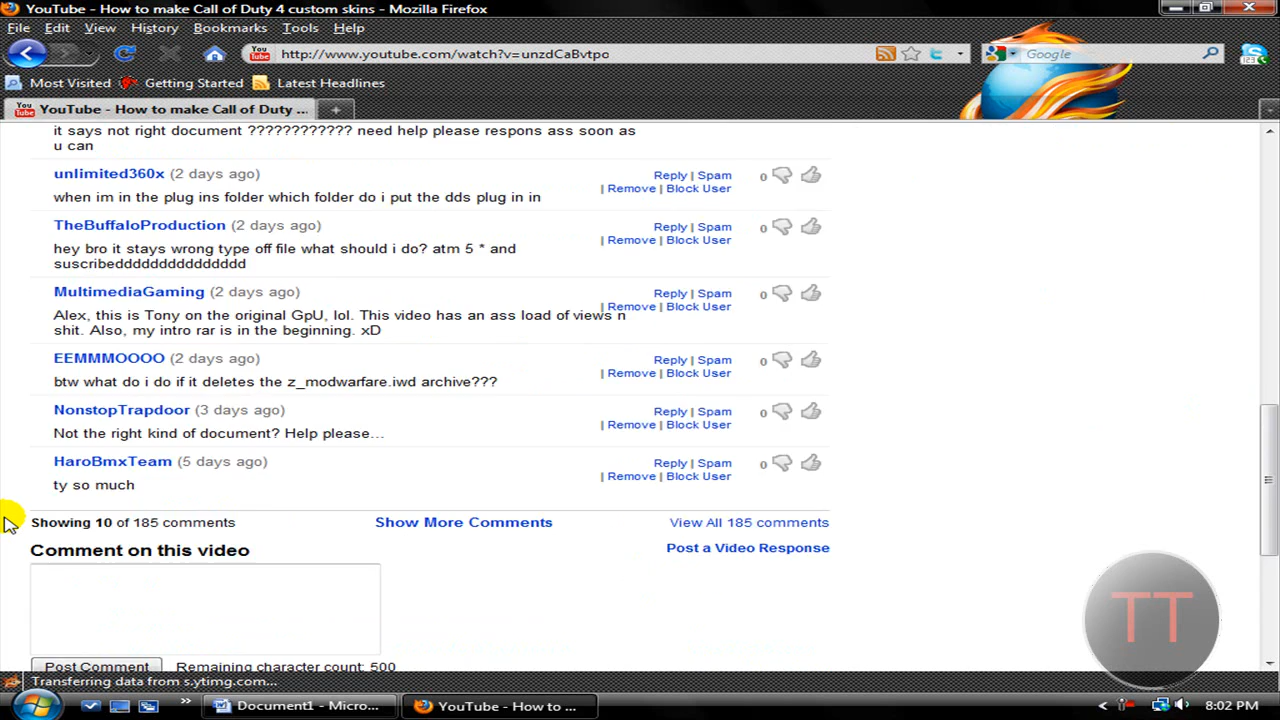 YouTube - How to make Call of Duty 4 custom skins - Mozilla Firefox
File Edit View History Bookmarks Tools Help
You Tube http://www.youtube.com/watch?v=unzdCaBvtpo Google 123
Most Visited Getting Started Latest Headlines
You Tube YouTube - How to make Call of Duty ... +
it says not right document ???????????? need help please respons ass soon as
u can
unlimited360x (2 days ago) Reply | Spam 0
| Remove | Block User
when im in the plug ins folder which folder do i put the dds plug in in
TheBuffaloProduction (2 days ago) Reply | Spam 0
| Remove | Block User
hey bro it stays wrong type off file what should i do? atm 5 * and
suscribeddddddddddddddd
MultimediaGaming (2 days ago) Reply | Spam 0
| Remove | Block User
Alex, this is Tony on the original GpU, lol. This video has an ass load of views n
shit. Also, my intro rar is in the beginning. xD
EEMMMOOOO (2 days ago) Reply | Spam 0
| Remove | Block User
btw what do i do if it deletes the z_modwarfare.iwd archive???
NonstopTrapdoor (3 days ago) Reply | Spam 0
| Remove | Block User
Not the right kind of document? Help please...
HaroBmxTeam (5 days ago) Reply | Spam 0
| Remove | Block User
ty so much
Showing 10 of 185 comments Show More Comments View All 185 comments
Comment on this video Post a Video Response
TT
Post Comment Remaining character count: 500
Transferring data from s.ytimg.com...
» Document1 - Micro... YouTube - How to ... < 8:02 PM